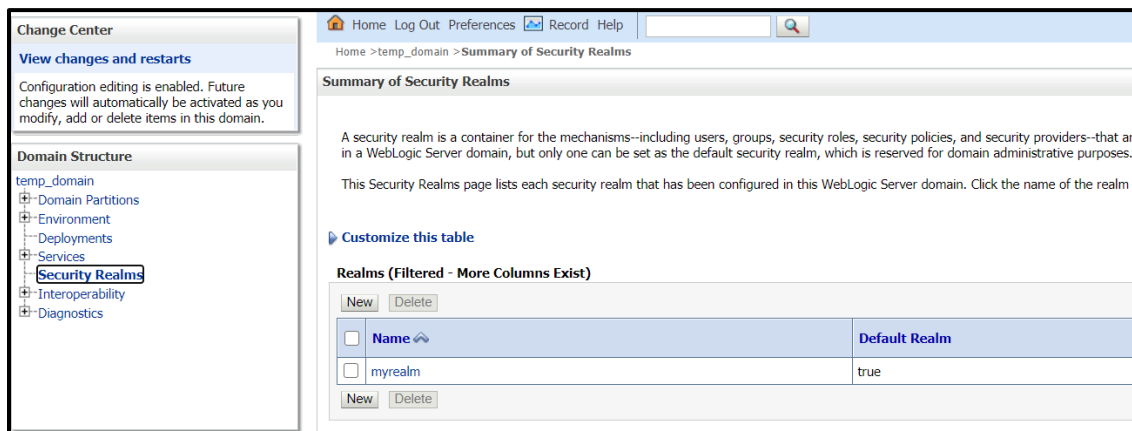 Change Center
View changes and restarts
Configuration editing is enabled. Future
changes will automatically be activated as you
modify, add or delete items in this domain.
Domain Structure
temp_domain
Domain Partitions
Environment
Deployments
Services
Security Realms
Interoperability
Diagnostics
Home Log Out Preferences Record Help
Home >temp_domain >Summary of Security Realms
Summary of Security Realms
A security realm is a container for the mechanisms--including users, groups, security roles, security policies, and security providers--that
in a WebLogic Server domain, but only one can be set as the default security realm, which is reserved for domain administrative purposes.
This Security Realms page lists each security realm that has been configured in this WebLogic Server domain. Click the name of the realm
Customize this table
Realms (Filtered - More Columns Exist)
New Delete
Name Default Realm
myrealm true
New Delete